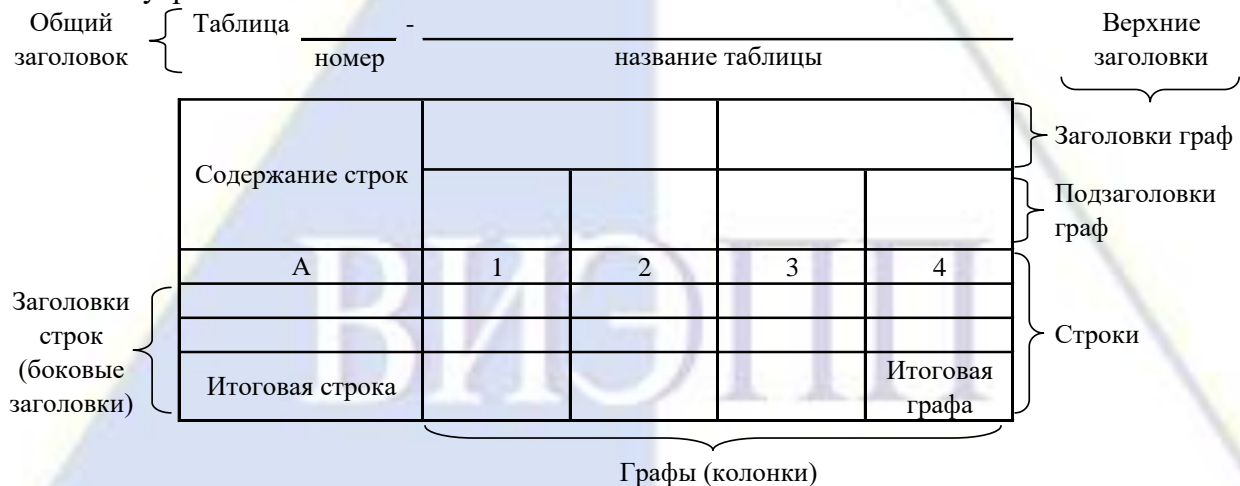 Общий
заголовок
Таблица -
номер
название таблицы
Верхние
заголовки
Заголовки граф
Содержание строк
Подзаголовки
граф
А 1 2 3 4
Заголовки
строк
(боковые
заголовки)
Строки
Итоговая строка
Итоговая
графа
Графы (колонки)
ВИЭПП